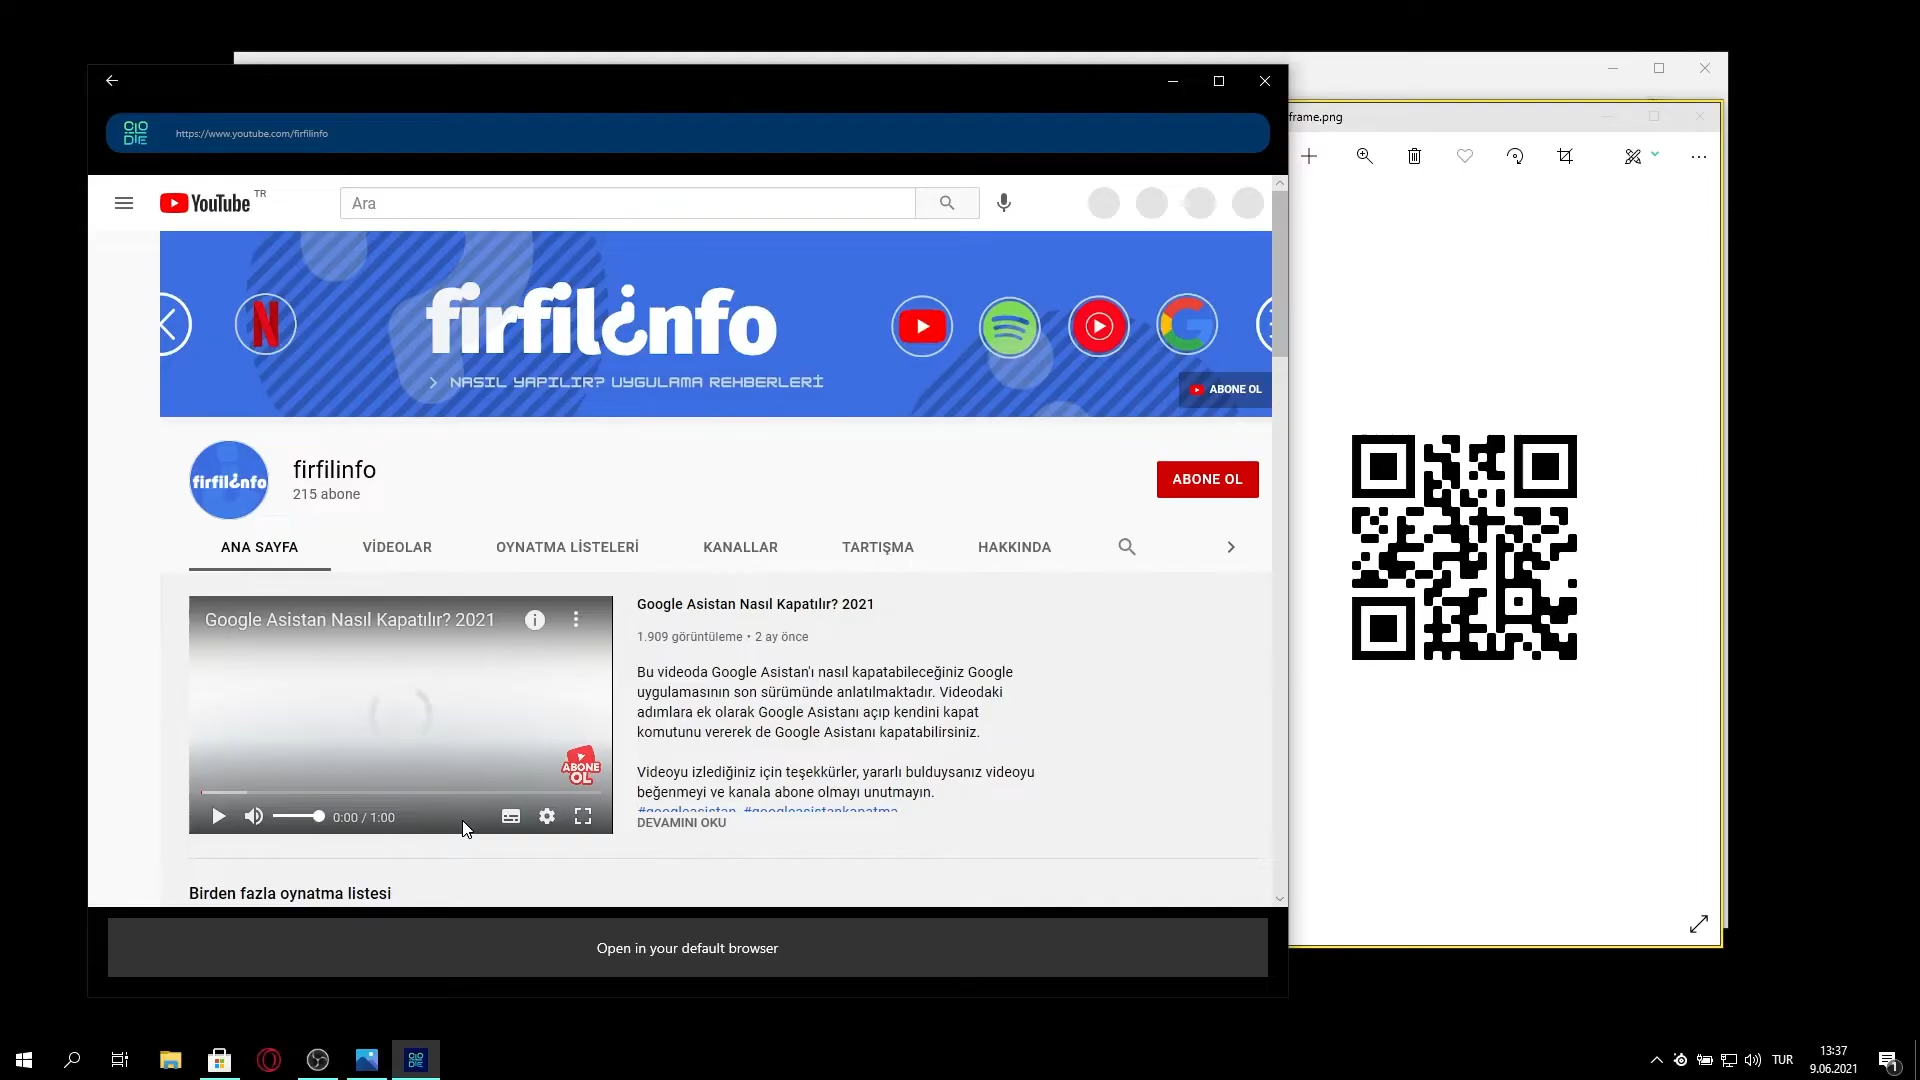 https://www.youtube.com/firfilinfo
frame.png
YouTube TR
Ara
firfilinfo
NASIL YAPILIR? UYGULAMA REHBERLERİ
ABONE OL
firfilinfo
firfilinfo
215 abone
ABONE OL
ANA SAYFA
VİDEOLAR
OYNATMA LİSTELERİ
KANALLAR
TARTIŞMA
HAKKINDA
Google Asistan Nasıl Kapatılır? 2021
ABONE OL
0:00 / 1:00
Google Asistan Nasıl Kapatılır? 2021
1.909 görüntüleme • 2 ay önce
Bu videoda Google Asistan'ı nasıl kapatabileceğiniz Google
uygulamasının son sürümünde anlatılmaktadır. Videodaki
adımlara ek olarak Google Asistanı açıp kendini kapat
komutunu vererek de Google Asistanı kapatabilirsiniz.
Videoyu izlediğiniz için teşekkürler, yararlı bulduysanız videoyu
beğenmeyi ve kanala abone olmayı unutmayın.
#googleasistan #googleasistankapatma
DEVAMINI OKU
Birden fazla oynatma listesi
Open in your default browser
TUR
13:37
9.06.2021
1